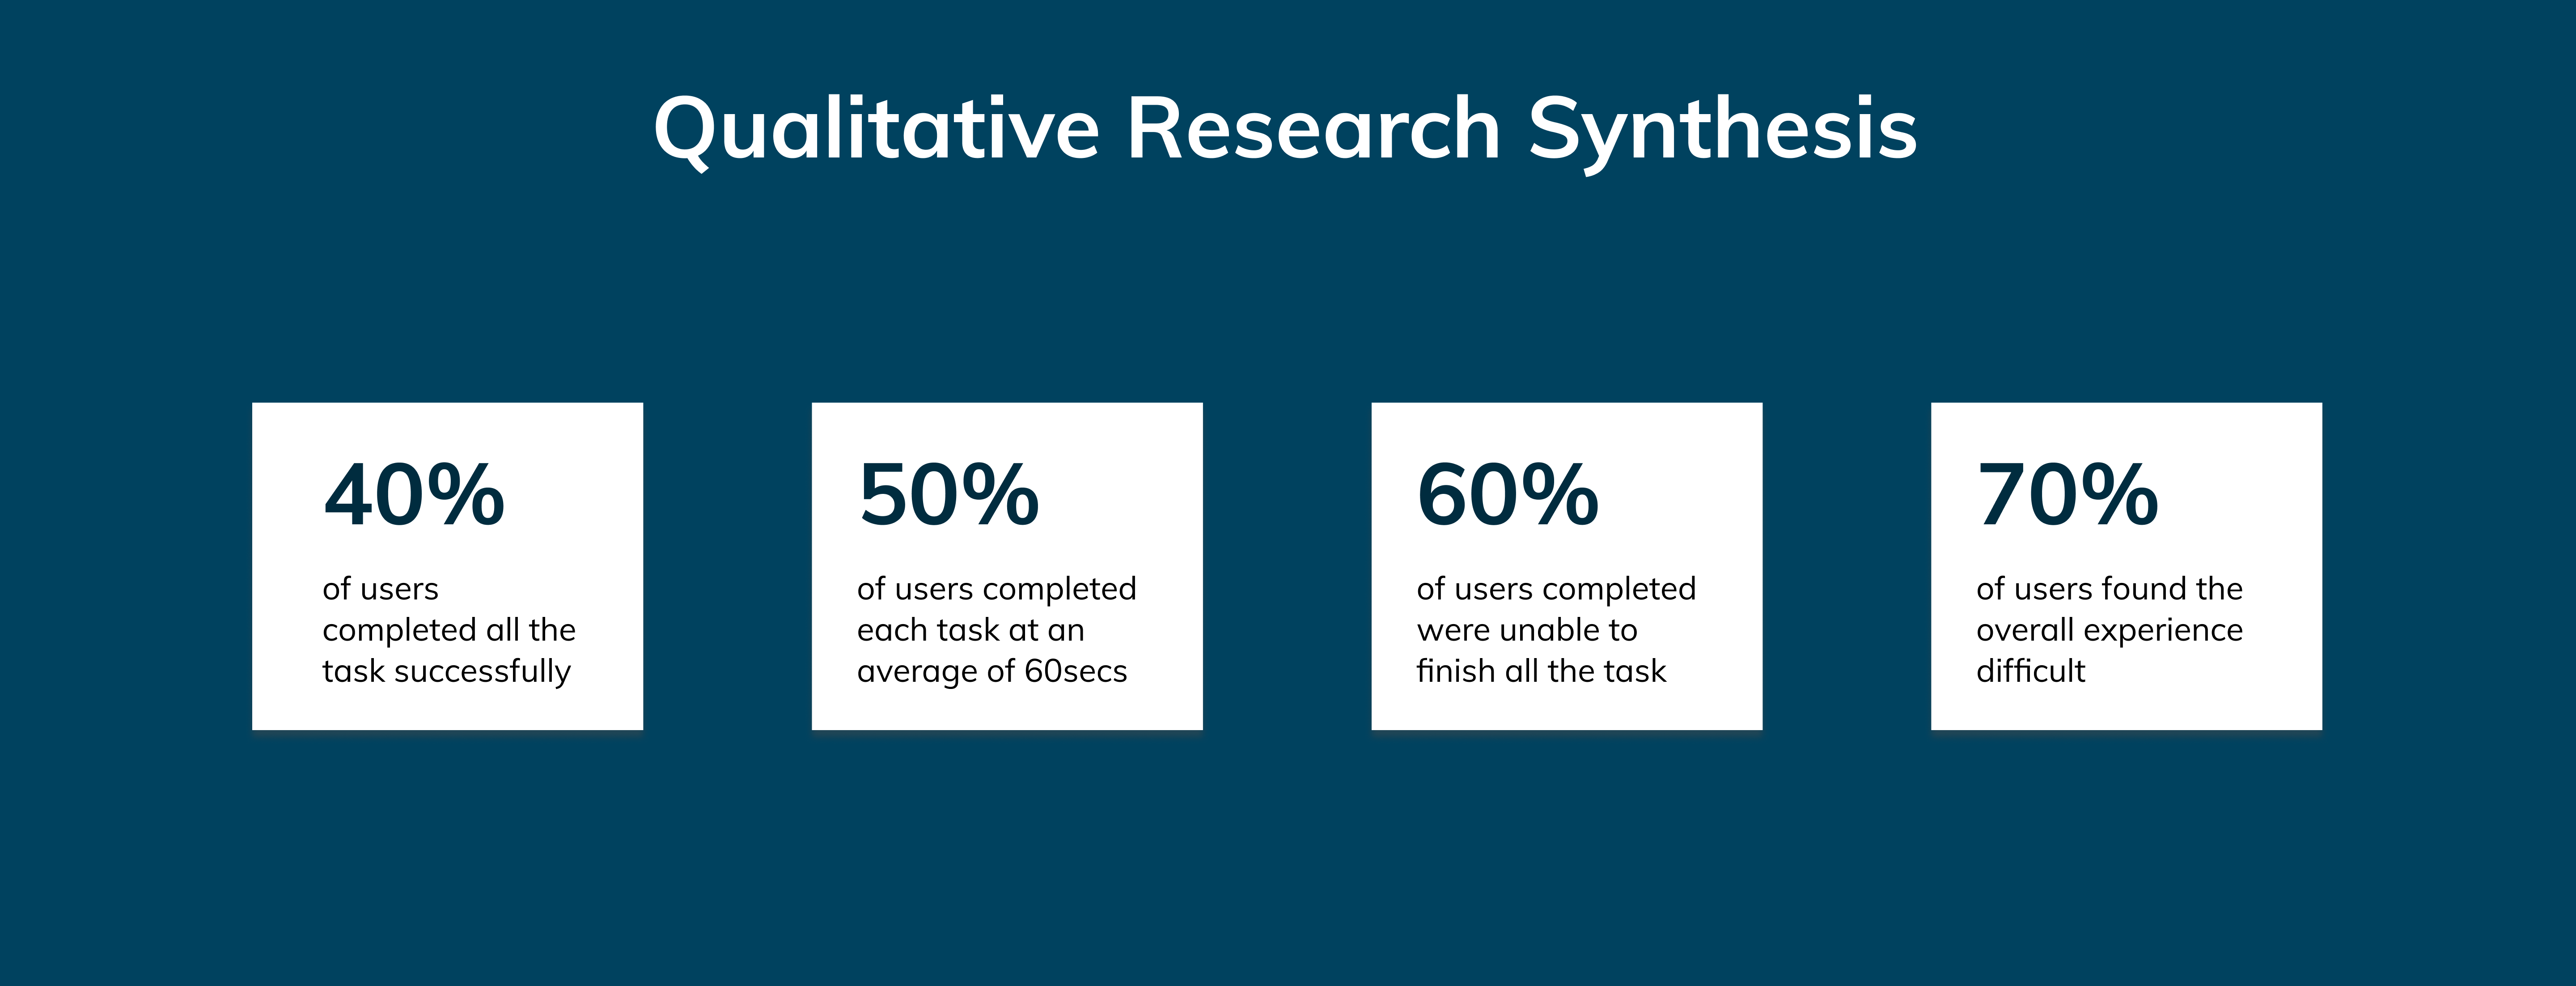 Qualitative Research Synthesis
40%
of users
completed all the
task successfully
50%
of users completed
each task at an
average of 60secs
60%
of users completed
were unable to
finish all the task
70%
of users found the
overall experience
difficult